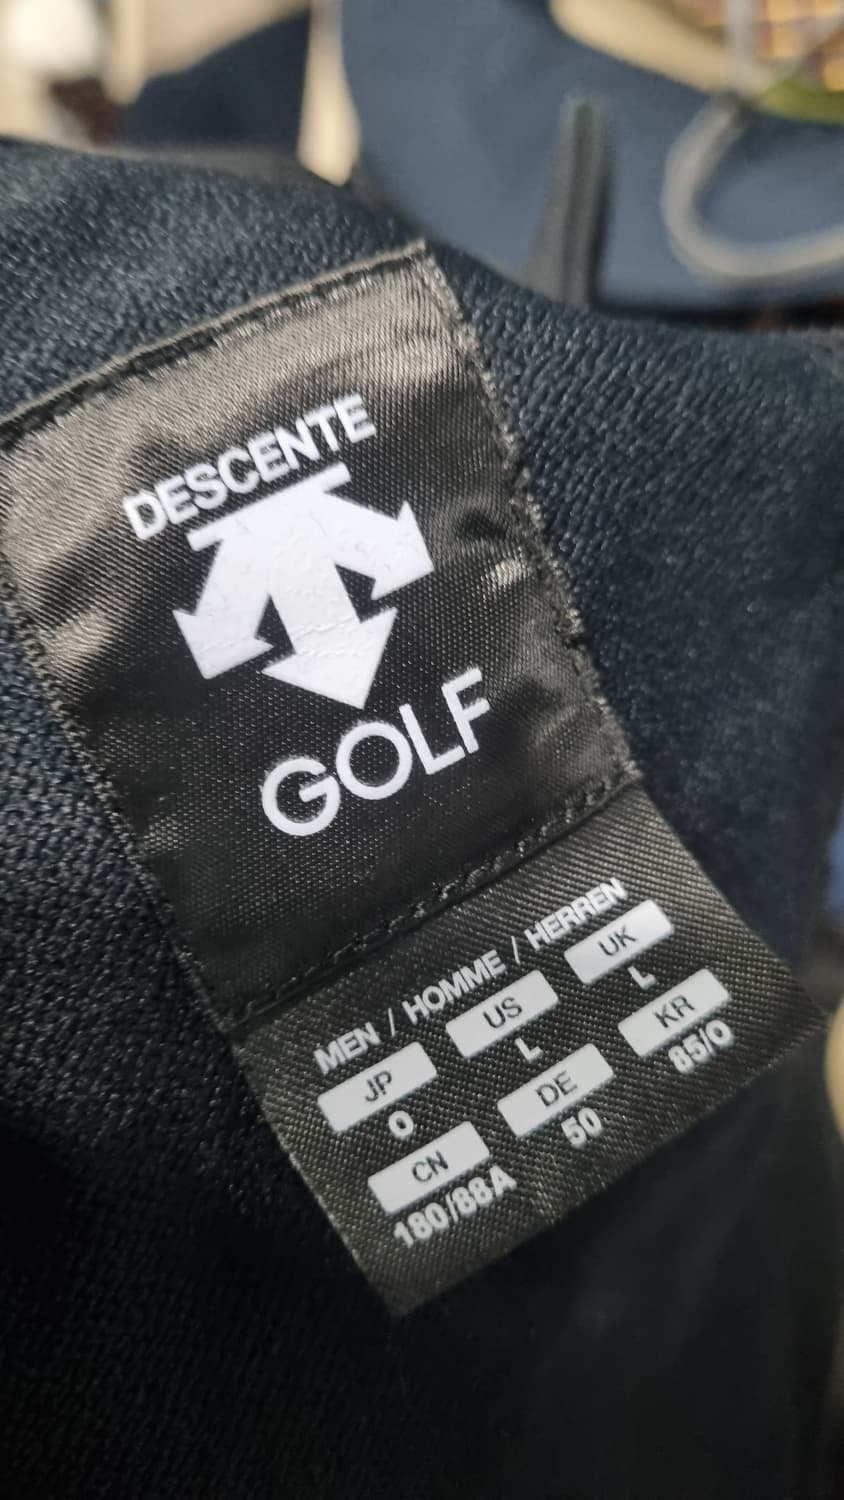 DESCENTE
GOLF
MEN / HOMME / HERREN
JP US UK
O L L
CN DE KR
180/88A 50 85/O